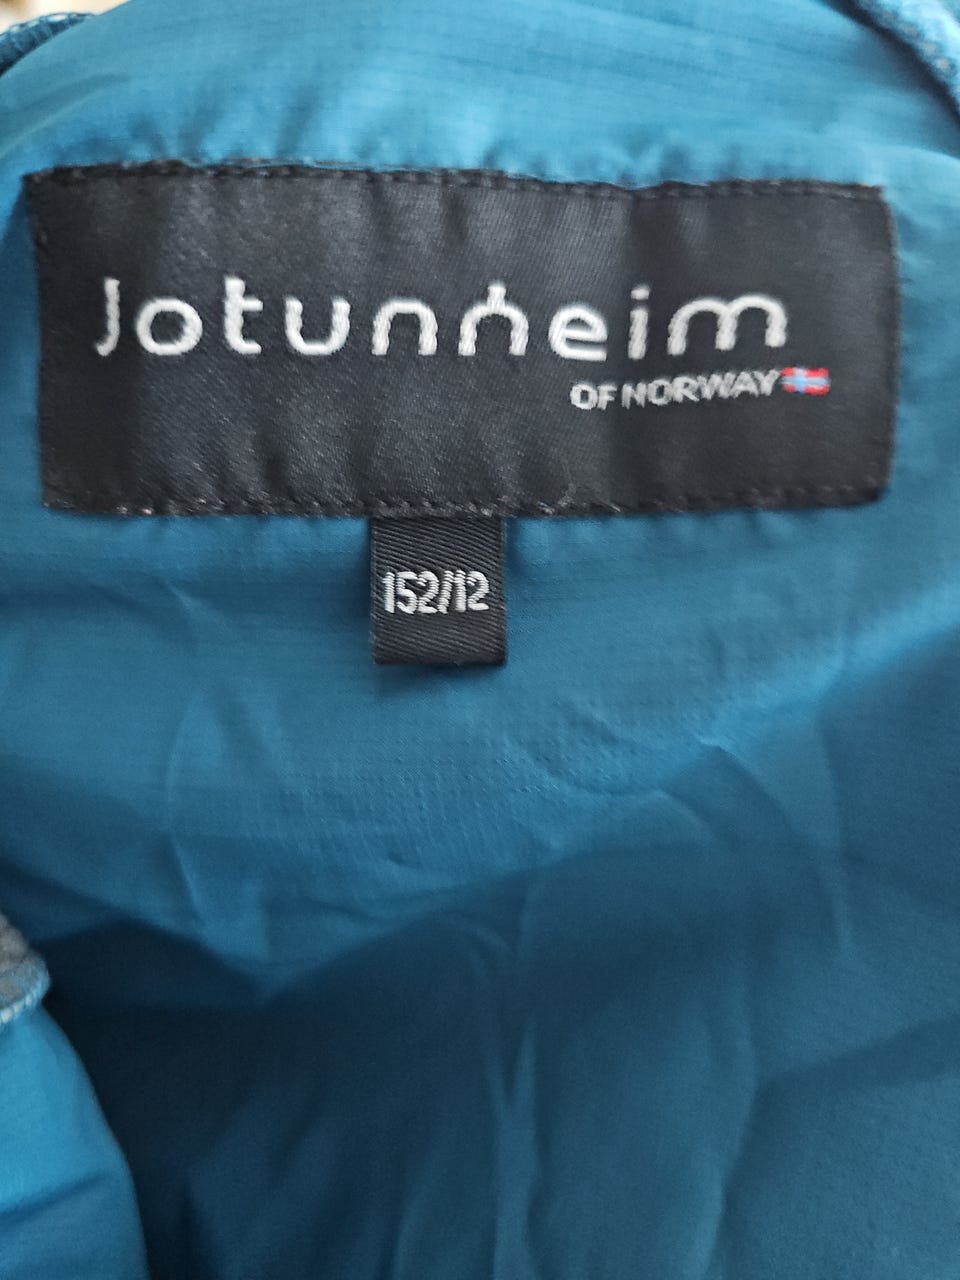 Jotunheim
OF NORWAY
152/12